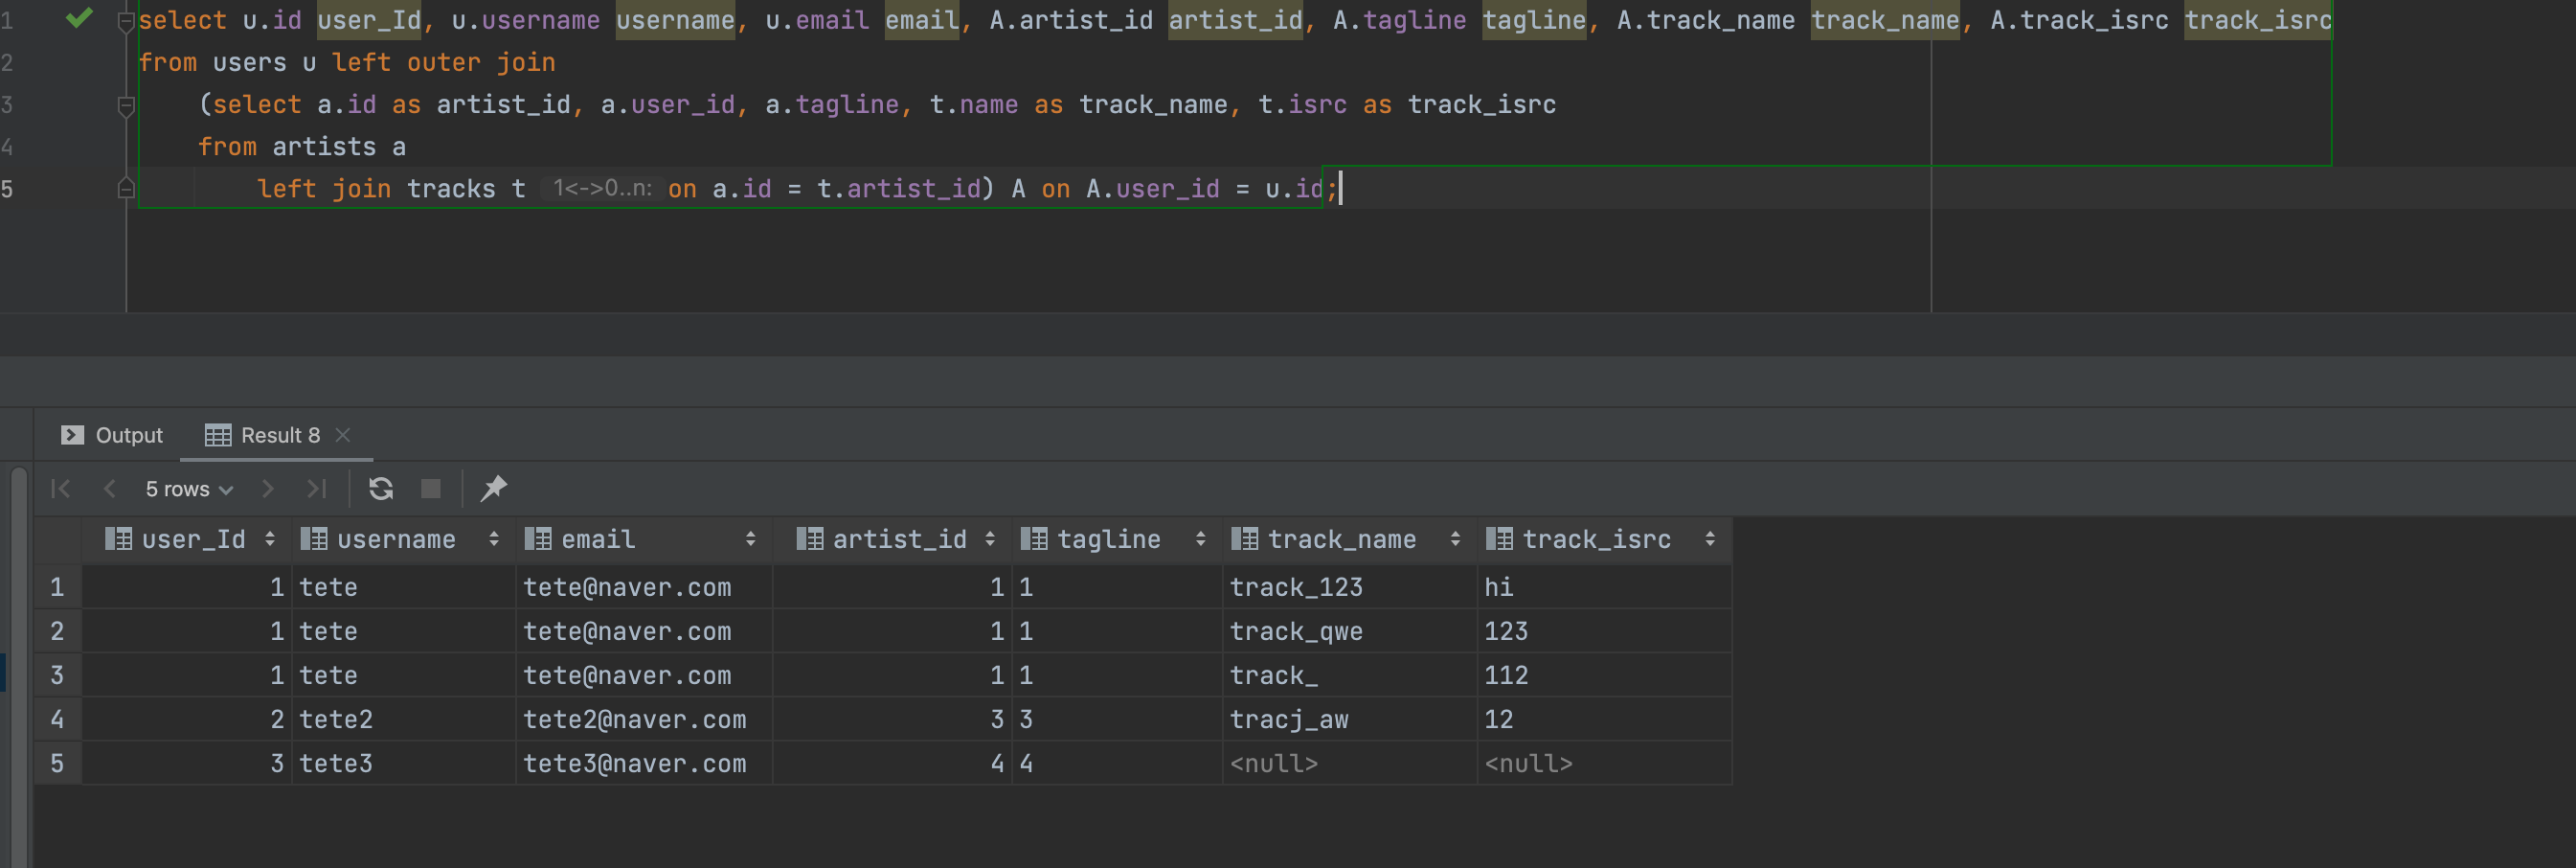 1 select u.id user_Id, u.username username, u.email email, A.artist_id artist_id, A.tagline tagline, A.track_name track_name, A.track_isrc track_isrc
2 from users u left outer join
3 (select a.id as artist_id, a.user_id, a.tagline, t.name as track_name, t.isrc as track_isrc
4 from artists a
5 left join tracks t 1<->0..n: on a.id = t.artist_id) A on A.user_id = u.id;
Output Result 8
5 rows
user_Id username email artist_id tagline track_name track_isrc
1 1 tete tete@naver.com 1 1 track_123 hi
2 1 tete tete@naver.com 1 1 track_qwe 123
3 1 tete tete@naver.com 1 1 track_ 112
4 2 tete2 tete2@naver.com 3 3 tracj_aw 12
5 3 tete3 tete3@naver.com 4 4 <null> <null>